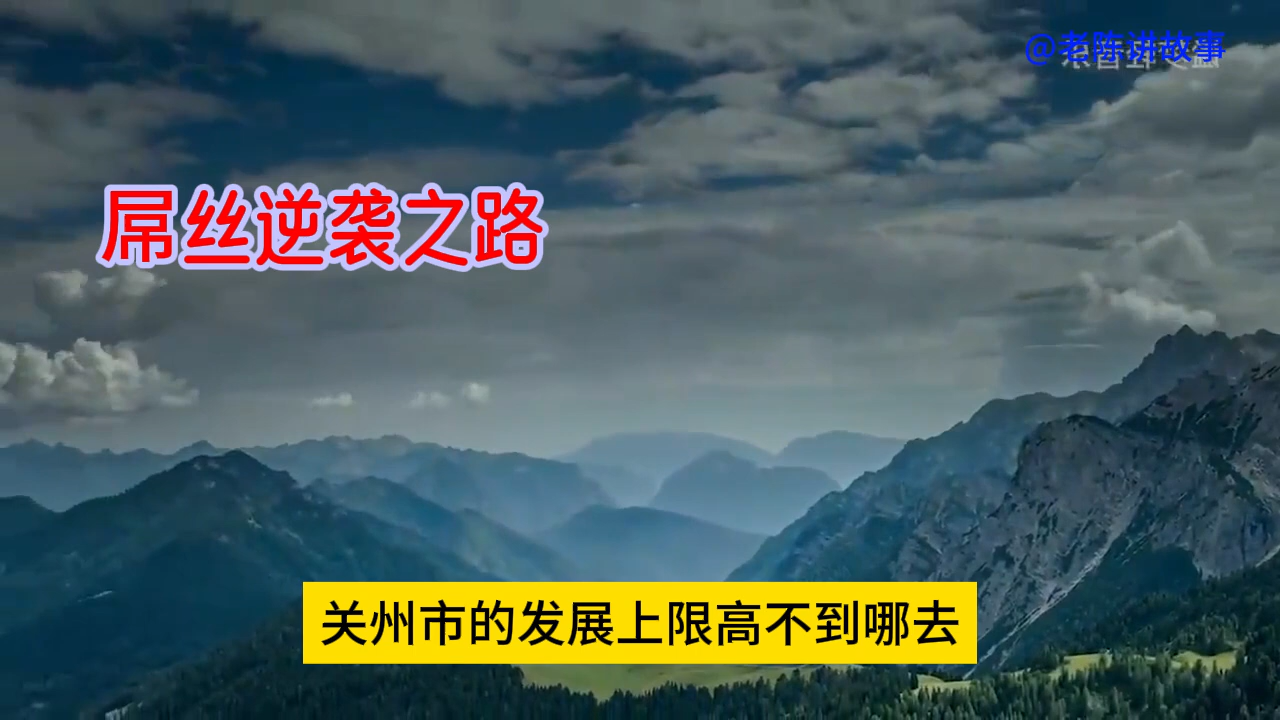 @老陈讲故事
屌丝逆袭之路
关州市的发展上限高不到哪去